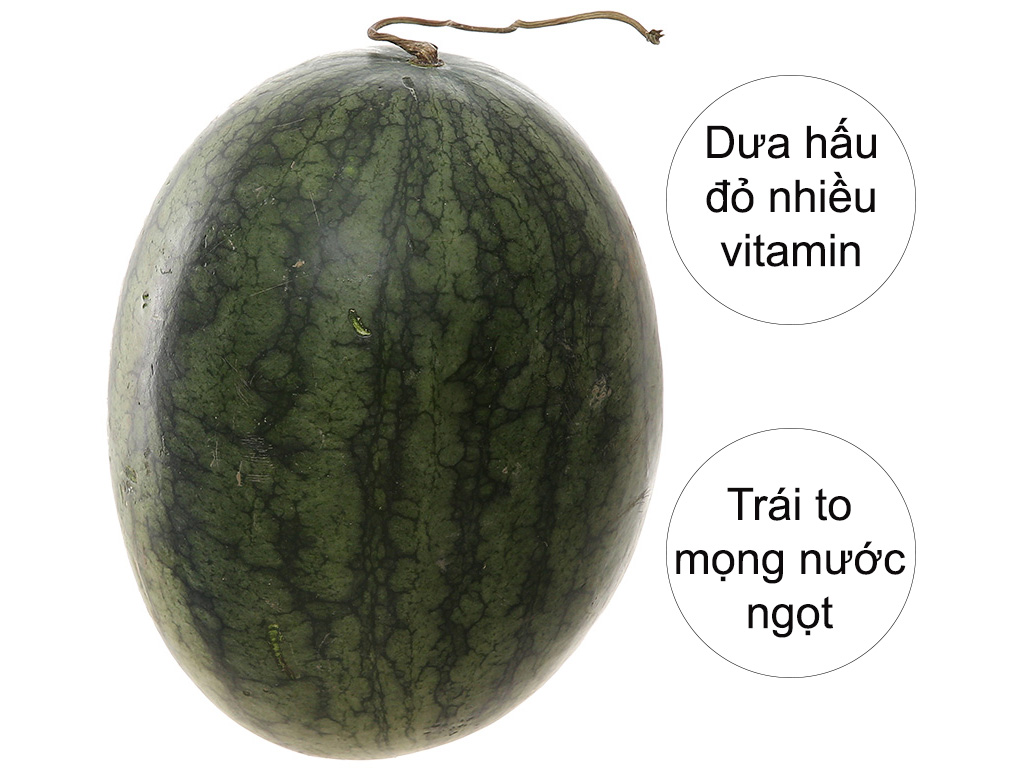 Dưa hấu
đỏ nhiều
vitamin
Trái to
mọng nước
ngọt